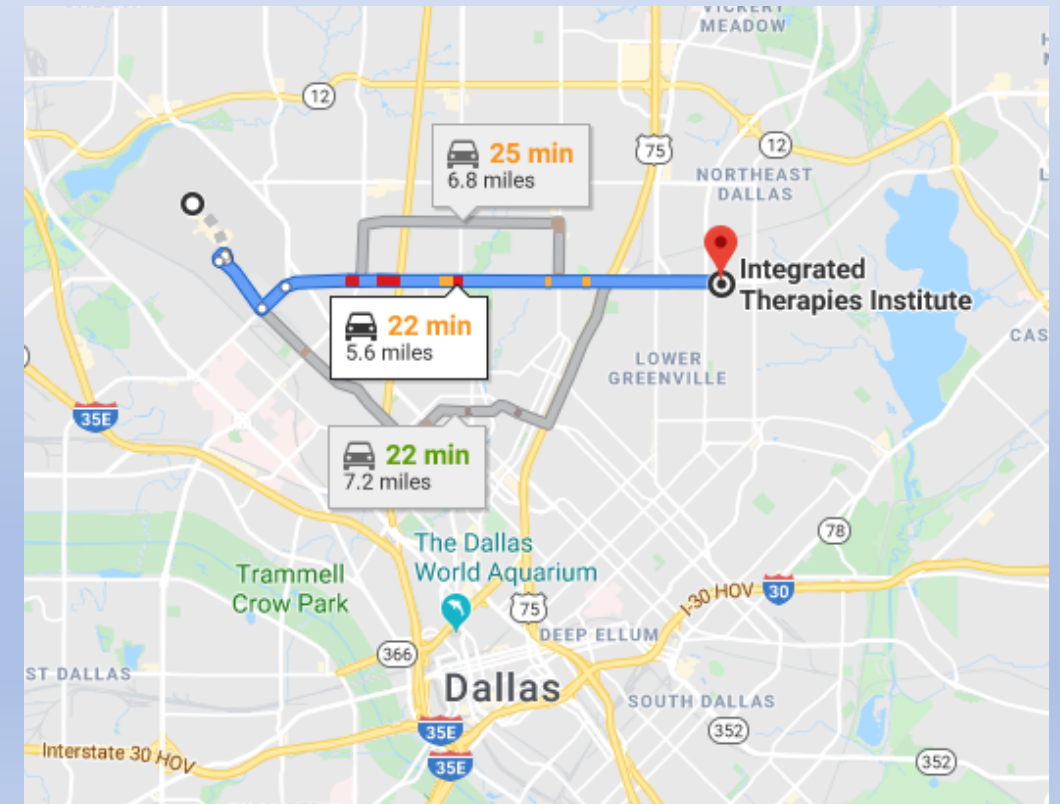 VICKERY
MEADOW
12
25 min
6.8 miles
75
12
NORTHEAST
DALLAS
Integrated
Therapies Institute
22 min
5.6 miles
LOWER
GREENVILLE
CAS
35E
22 min
7.2 miles
78
The Dallas
World Aquarium
Trammell
Crow Park
I-30 HOV
30
75
DEEP ELLUM
366
ST DALLAS
Dallas
SOUTH DALLAS
352
35E
Interstate 30 HOV
35E
352